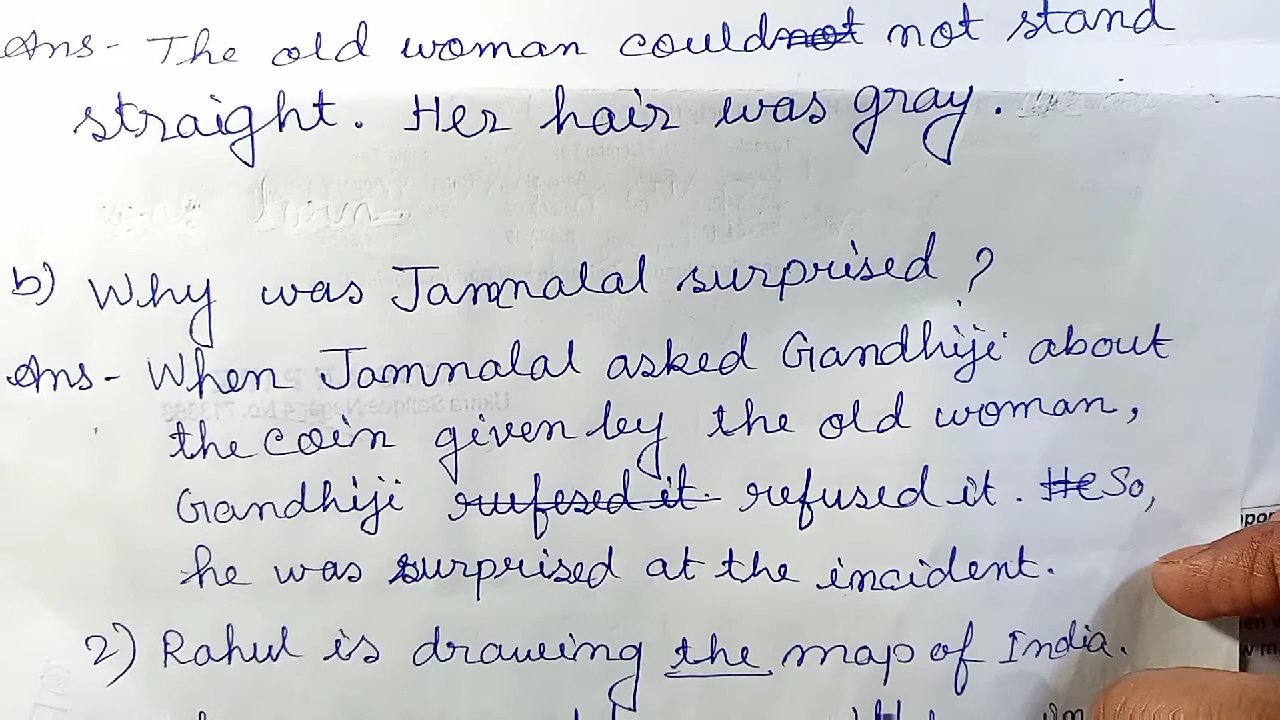 Ans - The old woman could not not stand
straight. Her hair was gray.
b) Why was Jamnalal surprised?
Ans - When Jamnalal asked Gandhiji about
the coin given by the old woman,
Gandhiji rufesed it. refused it. He So,
he was surprised at the incident.
2) Rahul is drawing the map of India.